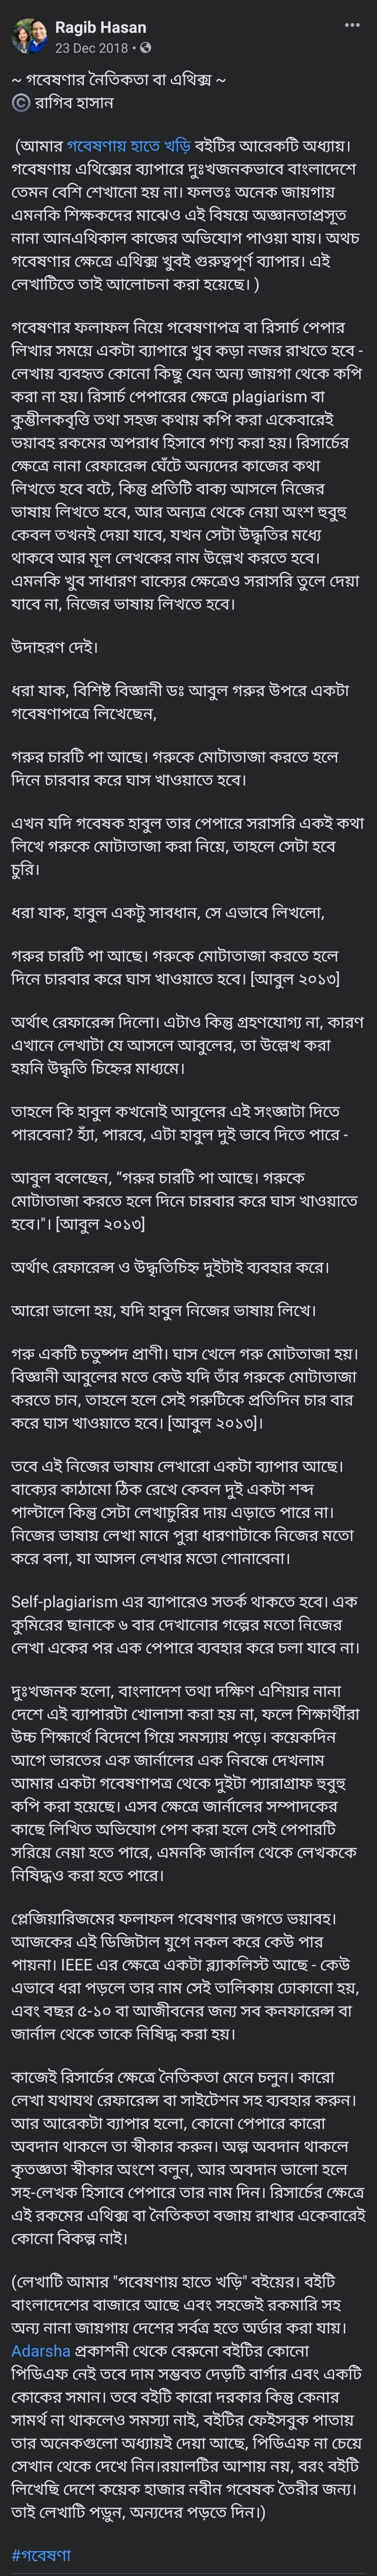 Ragib Hasan
23 Dec 2018
~ গবেষণার নৈতিকতা বা এথিক্স ~
© রাগিব হাসান
(আমার গবেষণায় হাতে খড়ি বইটির আরেকটি অধ্যায়।
গবেষণায় এথিক্সের ব্যাপারে দুঃখজনকভাবে বাংলাদেশে
তেমন বেশি শেখানো হয় না। ফলতঃ অনেক জায়গায়
এমনকি শিক্ষকদের মাঝেও এই বিষয়ে অজ্ঞানতাপ্রসূত
নানা আনএথিকাল কাজের অভিযোগ পাওয়া যায়। অথচ
গবেষণার ক্ষেত্রে এথিক্স খুবই গুরুত্বপূর্ণ ব্যাপার। এই
লেখাটিতে তাই আলোচনা করা হয়েছে। )
গবেষণার ফলাফল নিয়ে গবেষণাপত্র বা রিসার্চ পেপার
লিখার সময়ে একটা ব্যাপারে খুব কড়া নজর রাখতে হবে -
লেখায় ব্যবহৃত কোনো কিছু যেন অন্য জায়গা থেকে কপি
করা না হয়। রিসার্চ পেপারের ক্ষেত্রে plagiarism বা
কুম্ভীলকবৃত্তি তথা সহজ কথায় কপি করা একেবারেই
ভয়াবহ রকমের অপরাধ হিসাবে গণ্য করা হয়। রিসার্চের
ক্ষেত্রে নানা রেফারেন্স ঘেঁটে অন্যদের কাজের কথা
লিখতে হবে বটে, কিন্তু প্রতিটি বাক্য আসলে নিজের
ভাষায় লিখতে হবে, আর অন্যত্র থেকে নেয়া অংশ হুবুহু
কেবল তখনই দেয়া যাবে, যখন সেটা উদ্ধৃতির মধ্যে
থাকবে আর মূল লেখকের নাম উল্লেখ করতে হবে।
এমনকি খুব সাধারণ বাক্যের ক্ষেত্রেও সরাসরি তুলে দেয়া
যাবে না, নিজের ভাষায় লিখতে হবে।
উদাহরণ দেই।
ধরা যাক, বিশিষ্ট বিজ্ঞানী ডঃ আবুল গরুর উপরে একটা
গবেষণাপত্রে লিখেছেন,
গরুর চারটি পা আছে। গরুকে মোটাতাজা করতে হলে
দিনে চারবার করে ঘাস খাওয়াতে হবে।
এখন যদি গবেষক হাবুল তার পেপারে সরাসরি একই কথা
লিখে গরুকে মোটাতাজা করা নিয়ে, তাহলে সেটা হবে
চুরি।
ধরা যাক, হাবুল একটু সাবধান, সে এভাবে লিখলো,
গরুর চারটি পা আছে। গরুকে মোটাতাজা করতে হলে
দিনে চারবার করে ঘাস খাওয়াতে হবে। [আবুল ২০১৩]
অর্থাৎ রেফারেন্স দিলো। এটাও কিন্তু গ্রহণযোগ্য না, কারণ
এখানে লেখাটা যে আসলে আবুলের, তা উল্লেখ করা
হয়নি উদ্ধৃতি চিহ্নের মাধ্যমে।
তাহলে কি হাবুল কখনোই আবুলের এই সংজ্ঞাটা দিতে
পারবেনা? হ্যাঁ, পারবে, এটা হাবুল দুই ভাবে দিতে পারে -
আবুল বলেছেন, “গরুর চারটি পা আছে। গরুকে
মোটাতাজা করতে হলে দিনে চারবার করে ঘাস খাওয়াতে
হবে।"। [আবুল ২০১৩]
অর্থাৎ রেফারেন্স ও উদ্ধৃতিচিহ্ন দুইটাই ব্যবহার করে।
আরো ভালো হয়, যদি হাবুল নিজের ভাষায় লিখে।
গরু একটি চতুষ্পদ প্রাণী। ঘাস খেলে গরু মোটতাজা হয়।
বিজ্ঞানী আবুলের মতে কেউ যদি তাঁর গরুকে মোটাতাজা
করতে চান, তাহলে হলে সেই গরুটিকে প্রতিদিন চার বার
করে ঘাস খাওয়াতে হবে। [আবুল ২০১৩]।
তবে এই নিজের ভাষায় লেখারো একটা ব্যাপার আছে।
বাক্যের কাঠামো ঠিক রেখে কেবল দুই একটা শব্দ
পাল্টালে কিন্তু সেটা লেখাচুরির দায় এড়াতে পারে না।
নিজের ভাষায় লেখা মানে পুরা ধারণাটাকে নিজের মতো
করে বলা, যা আসল লেখার মতো শোনাবেনা।
Self-plagiarism এর ব্যাপারেও সতর্ক থাকতে হবে। এক
কুমিরের ছানাকে ৬ বার দেখানোর গল্পের মতো নিজের
লেখা একের পর এক পেপারে ব্যবহার করে চলা যাবে না।
দুঃখজনক হলো, বাংলাদেশ তথা দক্ষিণ এশিয়ার নানা
দেশে এই ব্যাপারটা খোলাসা করা হয় না, ফলে শিক্ষার্থীরা
উচ্চ শিক্ষার্থে বিদেশে গিয়ে সমস্যায় পড়ে। কয়েকদিন
আগে ভারতের এক জার্নালের এক নিবন্ধে দেখলাম
আমার একটা গবেষণাপত্র থেকে দুইটা প্যারাগ্রাফ হুবুহু
কপি করা হয়েছে। এসব ক্ষেত্রে জার্নালের সম্পাদকের
কাছে লিখিত অভিযোগ পেশ করা হলে সেই পেপারটি
সরিয়ে নেয়া হতে পারে, এমনকি জার্নাল থেকে লেখককে
নিষিদ্ধও করা হতে পারে।
প্লেজিয়ারিজমের ফলাফল গবেষণার জগতে ভয়াবহ।
আজকের এই ডিজিটাল যুগে নকল করে কেউ পার
পায়না। IEEE এর ক্ষেত্রে একটা ব্ল্যাকলিস্ট আছে - কেউ
এভাবে ধরা পড়লে তার নাম সেই তালিকায় ঢোকানো হয়,
এবং বছর ৫-১০ বা আজীবনের জন্য সব কনফারেন্স বা
জার্নাল থেকে তাকে নিষিদ্ধ করা হয়।
কাজেই রিসার্চের ক্ষেত্রে নৈতিকতা মেনে চলুন। কারো
লেখা যথাযথ রেফারেন্স বা সাইটেশন সহ ব্যবহার করুন।
আর আরেকটা ব্যাপার হলো, কোনো পেপারে কারো
অবদান থাকলে তা স্বীকার করুন। অল্প অবদান থাকলে
কৃতজ্ঞতা স্বীকার অংশে বলুন, আর অবদান ভালো হলে
সহ-লেখক হিসাবে পেপারে তার নাম দিন। রিসার্চের ক্ষেত্রে
এই রকমের এথিক্স বা নৈতিকতা বজায় রাখার একেবারেই
কোনো বিকল্প নাই।
(লেখাটি আমার "গবেষণায় হাতে খড়ি" বইয়ের। বইটি
বাংলাদেশের বাজারে আছে এবং সহজেই রকমারি সহ
অন্য নানা জায়গায় দেশের সর্বত্র হতে অর্ডার করা যায়।
Adarsha প্রকাশনী থেকে বেরুনো বইটির কোনো
পিডিএফ নেই তবে দাম সম্ভবত দেড়টি বার্গার এবং একটি
কোকের সমান। তবে বইটি কারো দরকার কিন্তু কেনার
সামর্থ না থাকলেও সমস্যা নাই, বইটির ফেইসবুক পাতায়
তার অনেকগুলো অধ্যায়ই দেয়া আছে, পিডিএফ না চেয়ে
সেখান থেকে দেখে নিন।রয়ালটির আশায় নয়, বরং বইটি
লিখেছি দেশে কয়েক হাজার নবীন গবেষক তৈরীর জন্য।
তাই লেখাটি পড়ুন, অন্যদের পড়তে দিন।)
#গবেষণা